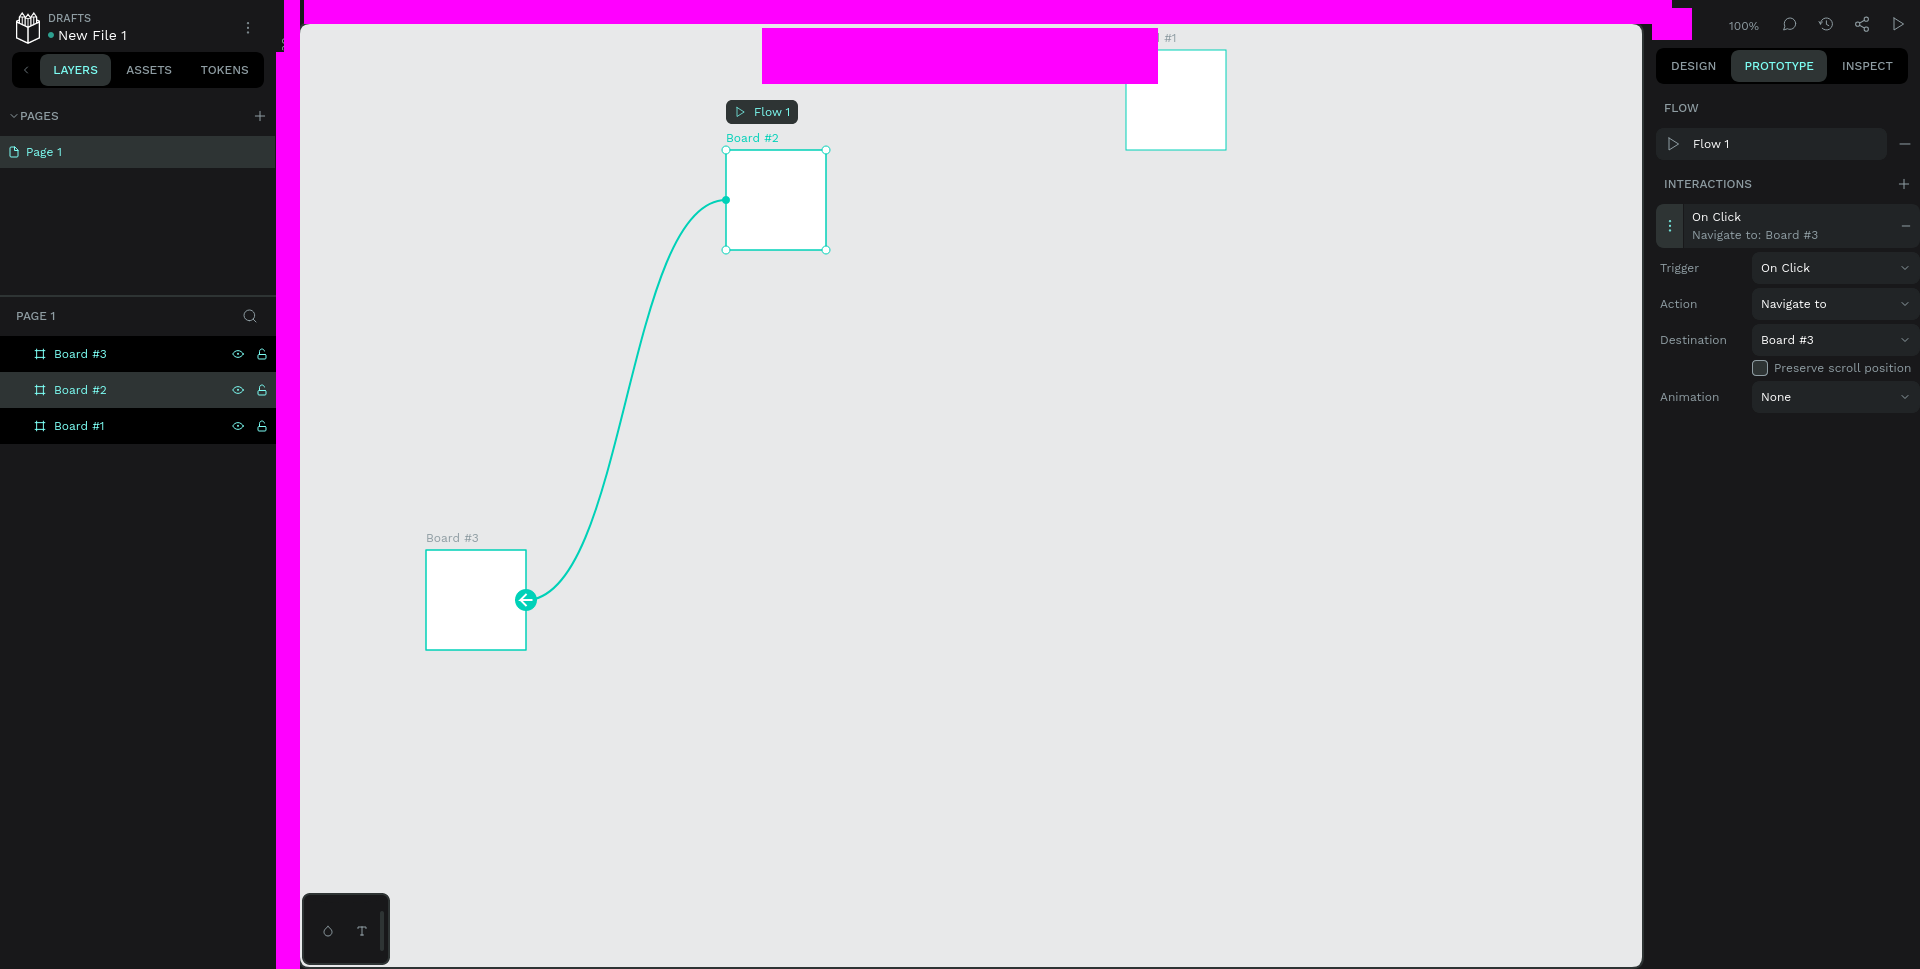 DRAFTS
New File 1
LAYERS ASSETS TOKENS
PAGES
Page 1
PAGE 1
Board #3
Board #2
Board #1
#1
Flow 1
Board #2
Board #3
100%
DESIGN PROTOTYPE INSPECT
FLOW
Flow 1
INTERACTIONS
On Click
Navigate to: Board #3
Trigger On Click
Action Navigate to
Destination Board #3
Preserve scroll position
Animation None